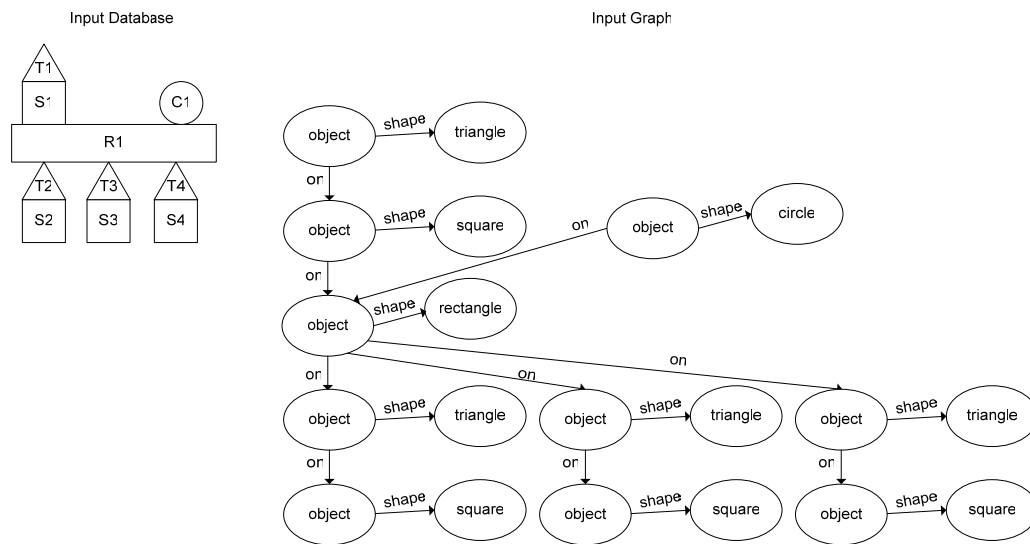 Input Database
Input Graph
T1
S1
C1
R1
T2
T3
T4
S2
S3
S4
object
shape
triangle
on
object
shape
square
on
object
shape
circle
on
object
shape
rectangle
on
on
on
object
shape
triangle
object
shape
triangle
object
shape
triangle
on
on
on
object
shape
square
object
shape
square
object
shape
square